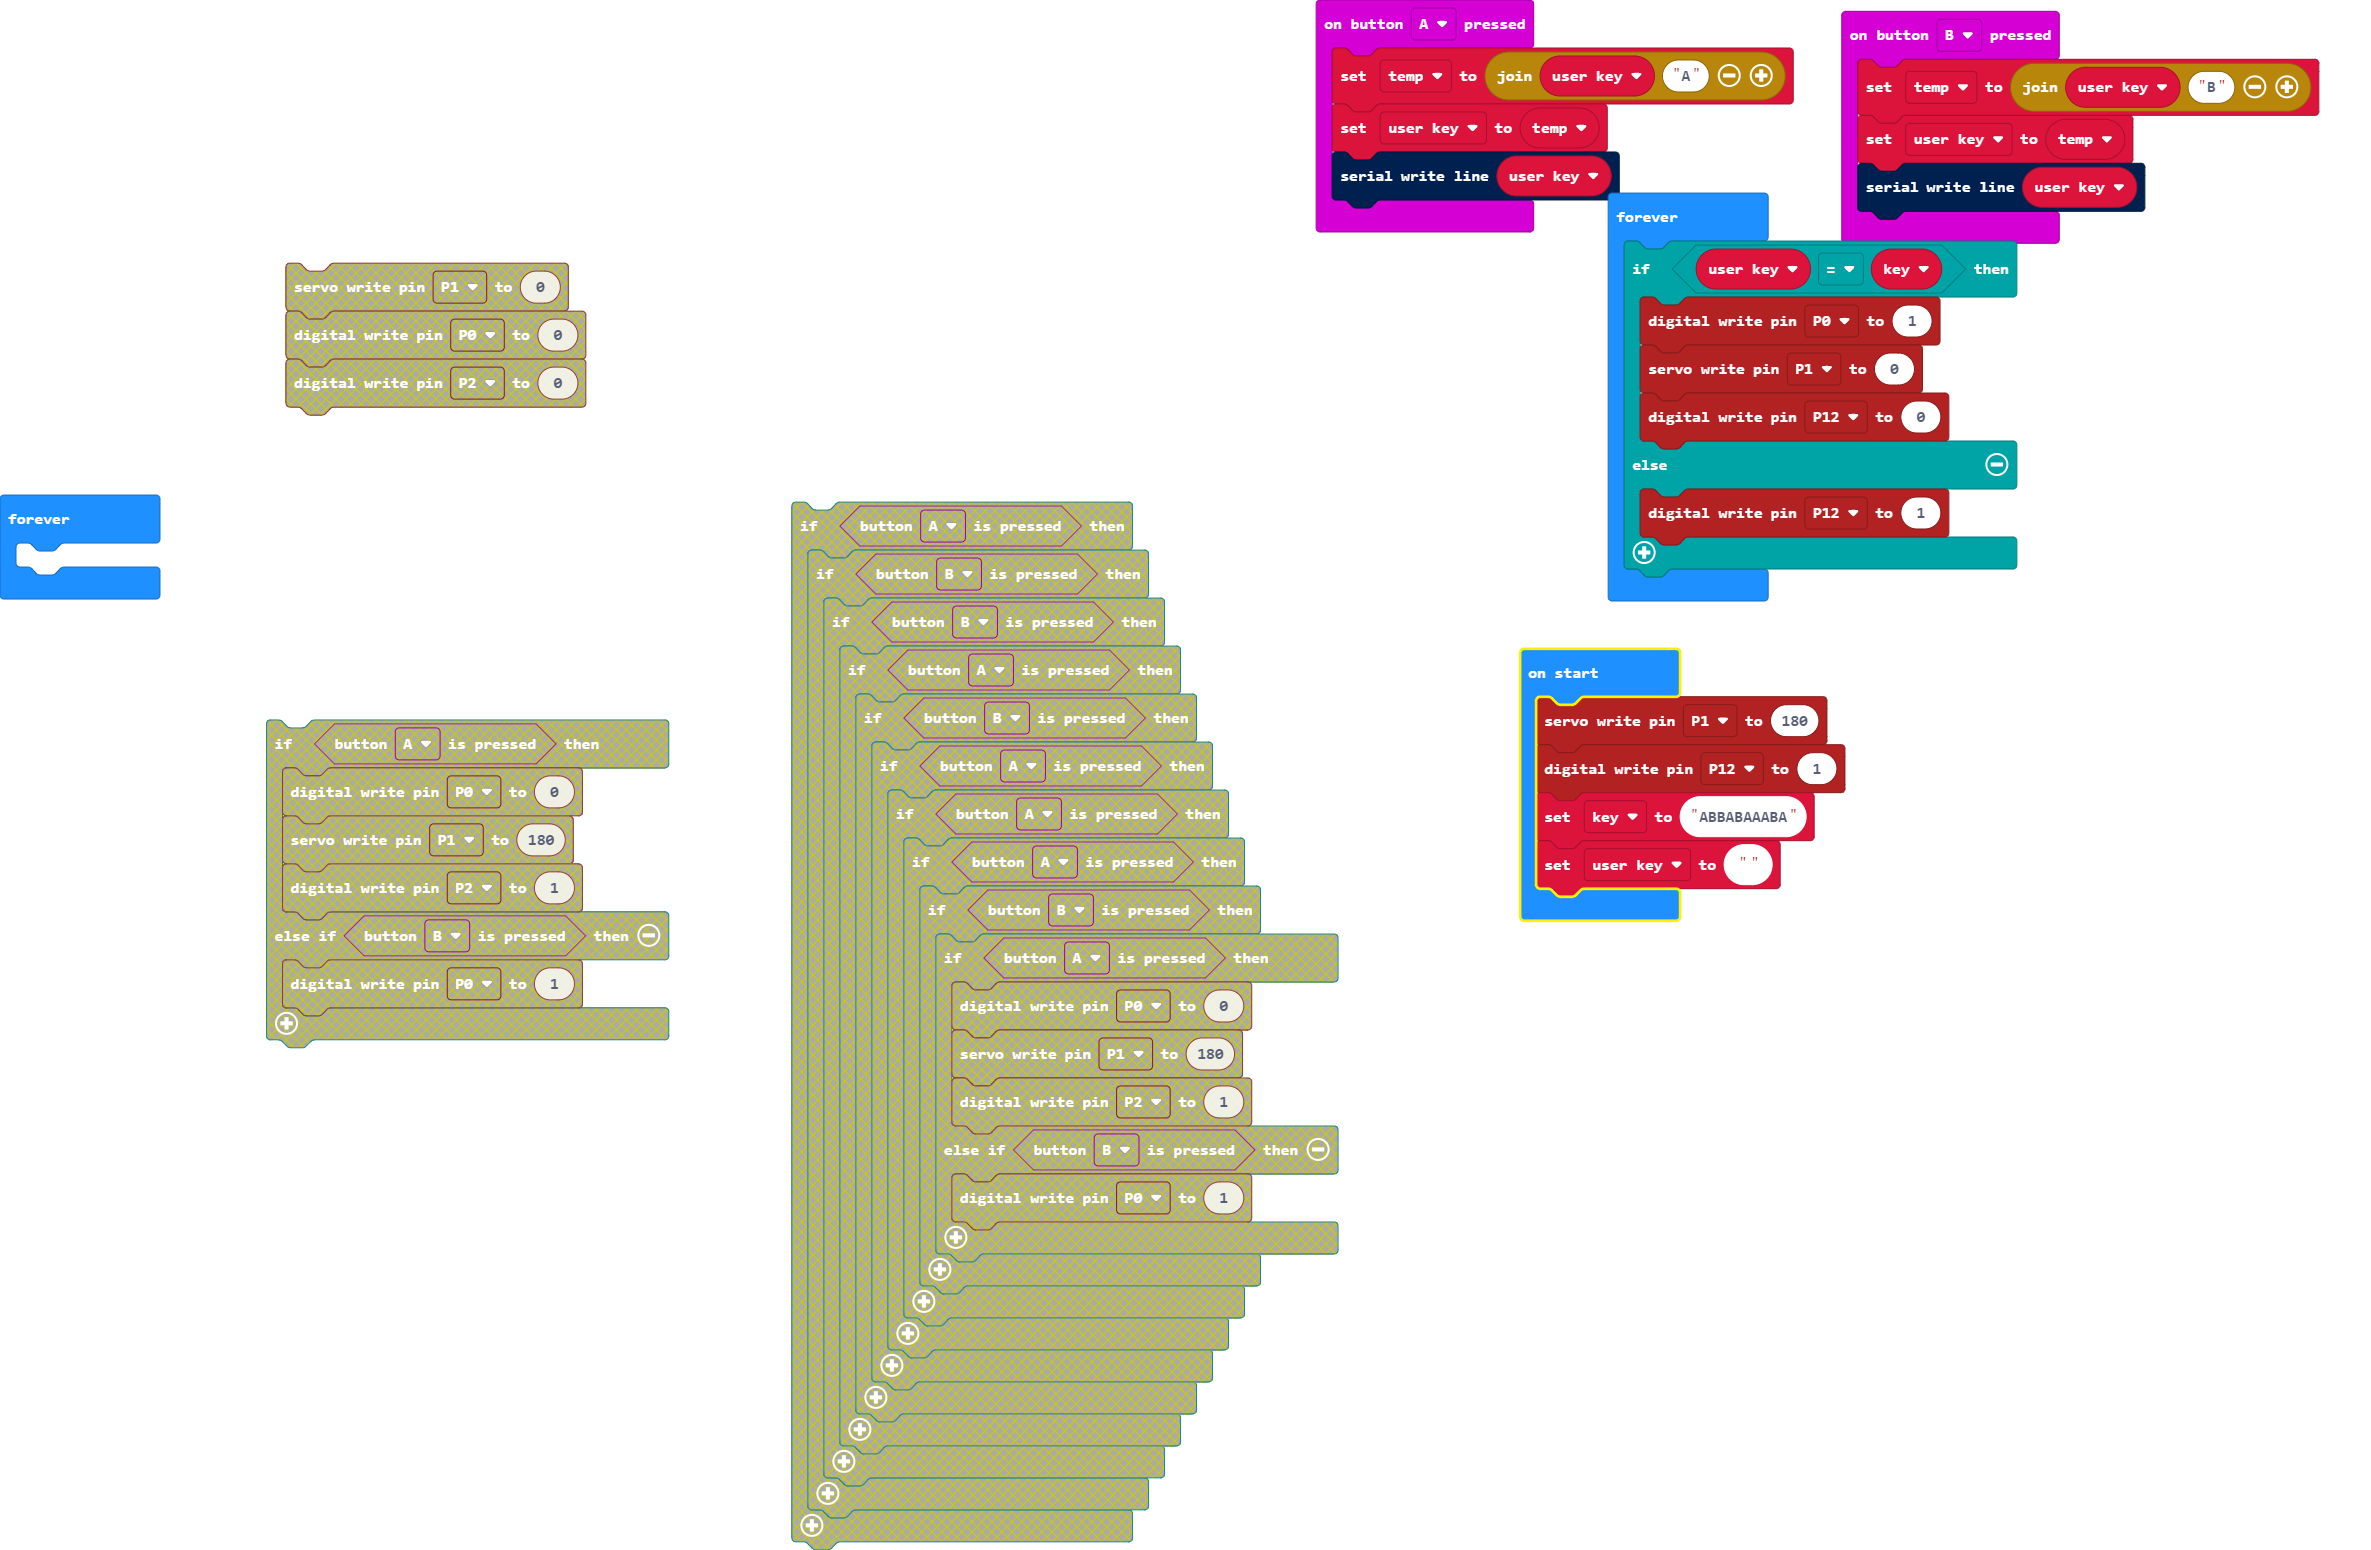 on button A pressed
set temp to join user key "A"
set user key to temp
serial write line user key
on button B pressed
set temp to join user key "B"
set user key to temp
serial write line user key
forever
if user key = key then
digital write pin P0 to 1
servo write pin P1 to 0
digital write pin P12 to 0
else
digital write pin P12 to 1
servo write pin P1 to 0
digital write pin P0 to 0
digital write pin P2 to 0
forever
if button A is pressed then
digital write pin P0 to 0
servo write pin P1 to 180
digital write pin P2 to 1
else if button B is pressed then
digital write pin P0 to 1
if button A is pressed then
if button B is pressed then
if button B is pressed then
if button A is pressed then
if button B is pressed then
if button A is pressed then
if button A is pressed then
if button A is pressed then
if button B is pressed then
if button A is pressed then
digital write pin P0 to 0
servo write pin P1 to 180
digital write pin P2 to 1
else if button B is pressed then
digital write pin P0 to 1
on start
servo write pin P1 to 180
digital write pin P12 to 1
set key to "ABBABAAABA"
set user key to ""